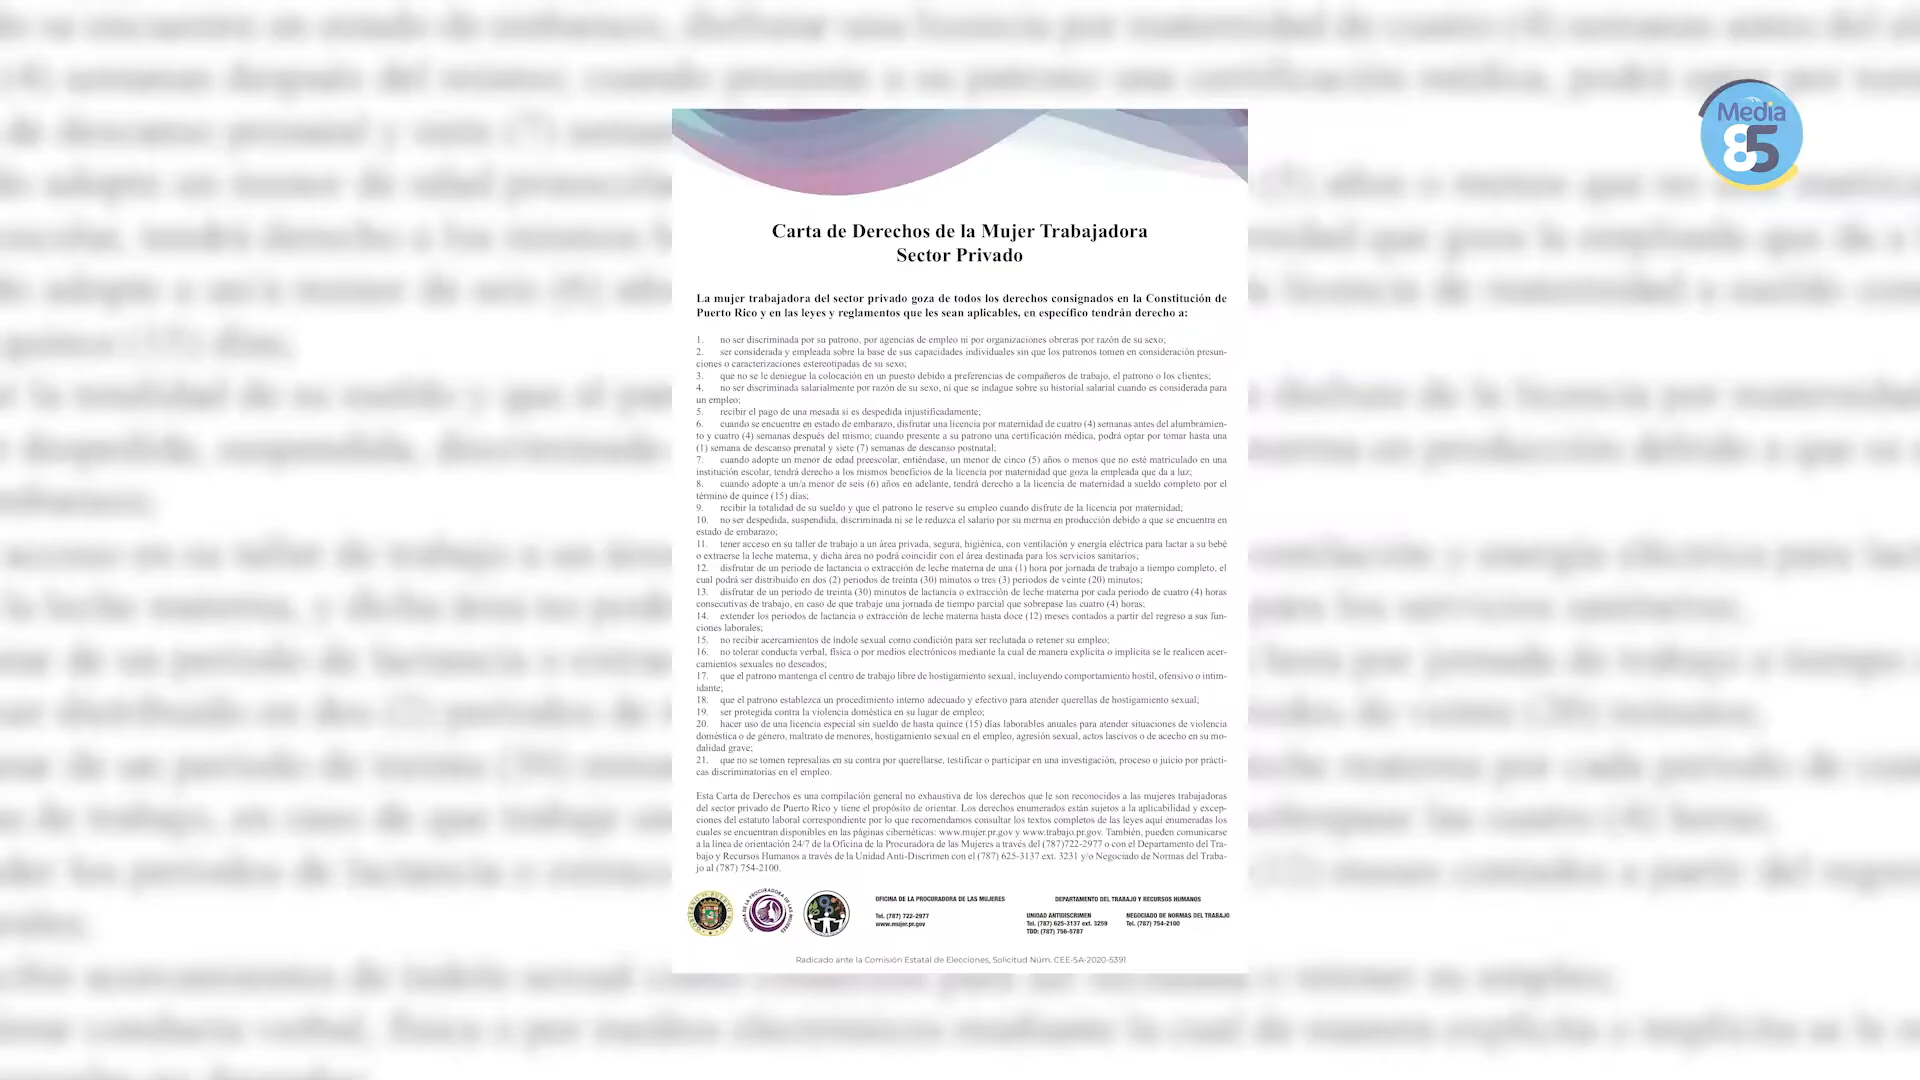 Media
85
Carta de Derechos de la Mujer Trabajadora
Sector Privado
La mujer trabajadora del sector privado goza de todos los derechos consignados en la Constitución de
Puerto Rico y en las leyes y reglamentos que les sean aplicables, en específico tendrán derecho a:
1. no ser discriminada por su patrono, por agencias de empleo ni por organizaciones obreras por razón de su sexo;
2. ser considerada y empleada sobre la base de sus capacidades individuales sin que los patronos tomen en consideración presun-
ciones o caracterizaciones estereotipadas de su sexo;
3. que no se le deniegue la colocación en un puesto debido a preferencias de compañeros de trabajo, el patrono o los clientes;
4. no ser discriminada salarialmente por razón de su sexo, ni que se indague sobre su historial salarial cuando es considerada para
un empleo;
5. recibir el pago de una mesada si es despedida injustificadamente;
6. cuando se encuentre en estado de embarazo, disfrutar una licencia por maternidad de cuatro (4) semanas antes del alumbramien-
to y cuatro (4) semanas después del mismo; cuando presente a su patrono una certificación médica, podrá optar por tomar hasta una
(1) semana de descanso prenatal y siete (7) semanas de descanso postnatal;
7. cuando adopte un menor de edad preescolar, entiéndase, un menor de cinco (5) años o menos que no esté matriculado en una
institución escolar, tendrá derecho a los mismos beneficios de la licencia por maternidad que goza la empleada que da a luz;
8. cuando adopte a un/a menor de seis (6) años en adelante, tendrá derecho a la licencia de maternidad a sueldo completo por el
término de quince (15) días;
9. recibir la totalidad de su sueldo y que el patrono le reserve su empleo cuando disfrute de la licencia por maternidad;
10. no ser despedida, suspendida, discriminada ni se le reduzca el salario por su merma en producción debido a que se encuentra en
estado de embarazo;
11. tener acceso en su taller de trabajo a un área privada, segura, higiénica, con ventilación y energía eléctrica para lactar a su bebé
o extraerse la leche materna, y dicha área no podrá coincidir con el área destinada para los servicios sanitarios;
12. disfrutar de un periodo de lactancia o extracción de leche materna de una (1) hora por jornada de trabajo a tiempo completo, el
cual podrá ser distribuido en dos (2) periodos de treinta (30) minutos o tres (3) periodos de veinte (20) minutos;
13. disfrutar de un periodo de treinta (30) minutos de lactancia o extracción de leche materna por cada periodo de cuatro (4) horas
consecutivas de trabajo, en caso de que trabaje una jornada de tiempo parcial que sobrepase las cuatro (4) horas;
14. extender los periodos de lactancia o extracción de leche materna hasta doce (12) meses contados a partir del regreso a sus fun-
ciones laborales;
15. no recibir acercamientos de índole sexual como condición para ser reclutada o retener su empleo;
16. no tolerar conducta verbal, física o por medios electrónicos mediante la cual de manera explícita o implícita se le realicen acer-
camientos sexuales no deseados;
17. que el patrono mantenga el centro de trabajo libre de hostigamiento sexual, incluyendo comportamiento hostil, ofensivo o intim-
idante;
18. que el patrono establezca un procedimiento interno adecuado y efectivo para atender querellas de hostigamiento sexual;
19. ser protegida contra la violencia doméstica en su lugar de empleo;
20. hacer uso de una licencia especial sin sueldo de hasta quince (15) días laborables anuales para atender situaciones de violencia
doméstica o de género, maltrato de menores, hostigamiento sexual en el empleo, agresión sexual, actos lascivos o de acecho en su mo-
dalidad grave;
21. que no se tomen represalias en su contra por querellarse, testificar o participar en una investigación, proceso o juicio por prácti-
cas discriminatorias en el empleo.
Esta Carta de Derechos es una compilación general no exhaustiva de los derechos que le son reconocidos a las mujeres trabajadoras
del sector privado de Puerto Rico y tiene el propósito de orientar. Los derechos enumerados están sujetos a la aplicabilidad y excep-
ciones del estatuto laboral correspondiente por lo que recomendamos consultar los textos completos de las leyes aquí enumeradas los
cuales se encuentran disponibles en las páginas cibernéticas: www.mujer.pr.gov y www.trabajo.pr.gov. También, pueden comunicarse
a la línea de orientación 24/7 de la Oficina de la Procuradora de las Mujeres a través del (787)722-2977 o con el Departamento del Tra-
bajo y Recursos Humanos a través de la Unidad Anti-Discrimen con el (787) 625-3137 ext. 3231 y/o Negociado de Normas del Traba-
jo al (787) 754-2100.
OFICINA DE LA PROCURADORA DE LAS MUJERES
Tel. (787) 722-2977
www.mujer.pr.gov
DEPARTAMENTO DEL TRABAJO Y RECURSOS HUMANOS
UNIDAD ANTIDISCRIMEN
Tel. (787) 625-3137 ext. 3259
TDD: (787) 756-5787
NEGOCIADO DE NORMAS DEL TRABAJO
Tel. (787) 754-2100
Radicado ante la Comisión Estatal de Elecciones, Solicitud Núm. CEE-SA-2020-5391